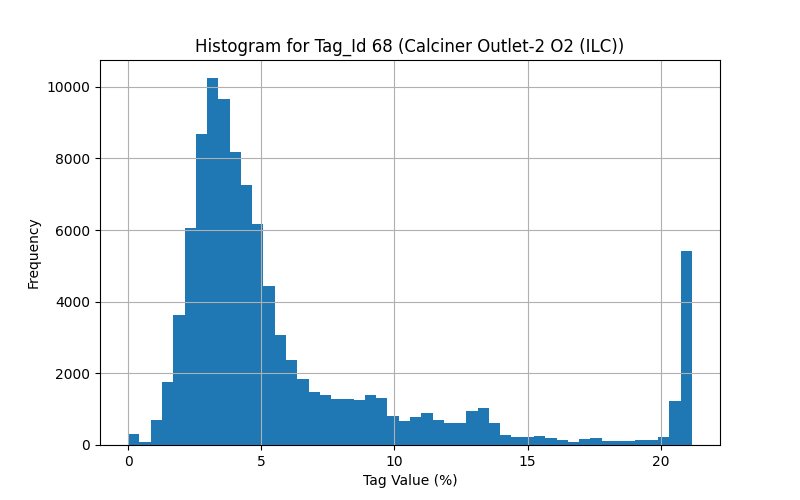 Histogram for Tag_Id 68 (Calciner Outlet-2 O2 (ILC))
10000
8000
6000
4000
2000
0
Frequency
0 5 10 15 20
Tag Value (%)